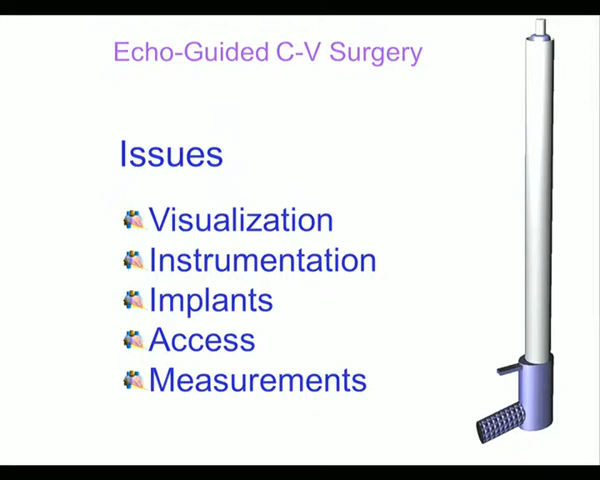 Echo-Guided C-V Surgery
Issues
Visualization
Instrumentation
Implants
Access
Measurements